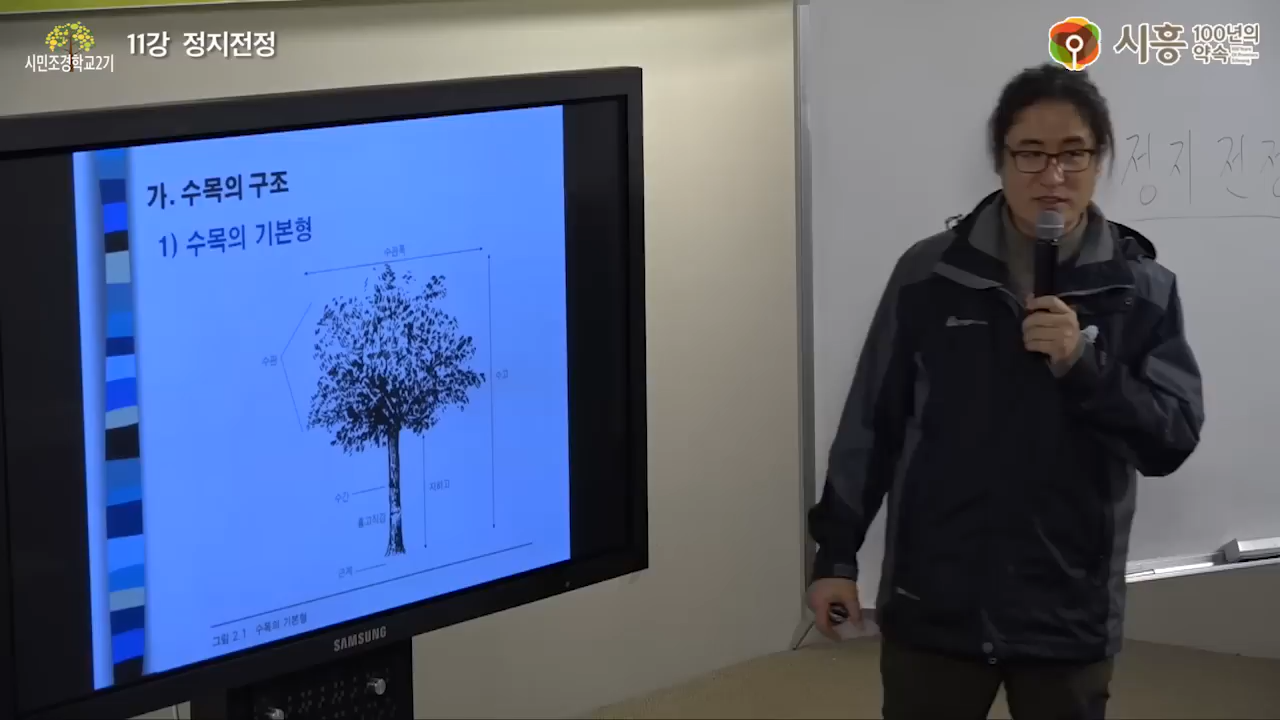 시민조경학교2기
11강 정지전정
시흥 100년의 약속
정지전정
가. 수목의 구조
1) 수목의 기본형
수관폭
수관
수고
수간
지하고
흉고직경
근원
그림 2.1 수목의 기본형
SAMSUNG